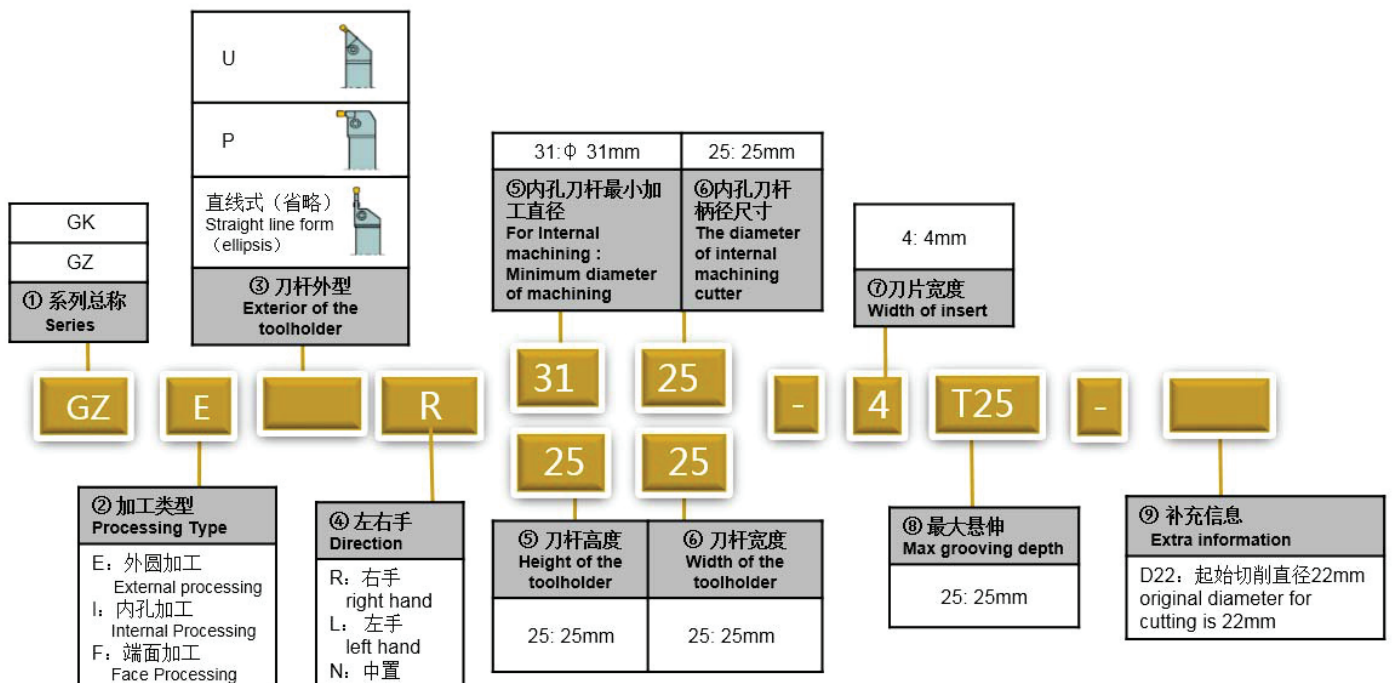 U
P
直线式（省略）
Straight line form
（ellipsis）
③ 刀杆外型
Exterior of the
toolholder
GK
GZ
① 系列总称
Series
31:Φ 31mm
⑤内孔刀杆最小加
工直径
For Internal
machining :
Minimum diameter
of machining
25: 25mm
⑥内孔刀杆
柄径尺寸
The diameter
of internal
machining
cutter
4: 4mm
⑦刀片宽度
Width of insert
GZ
E
R
31
25
-
4
T25
-
25
25
② 加工类型
Processing Type
E：外圆加工
External processing
I：内孔加工
Internal Processing
F：端面加工
Face Processing
④ 左右手
Direction
R：右手
right hand
L： 左手
left hand
N：中置
⑤ 刀杆高度
Height of the
toolholder
25: 25mm
⑥ 刀杆宽度
Width of the
toolholder
25: 25mm
⑧ 最大悬伸
Max grooving depth
25: 25mm
⑨ 补充信息
Extra information
D22：起始切削直径22mm
original diameter for
cutting is 22mm